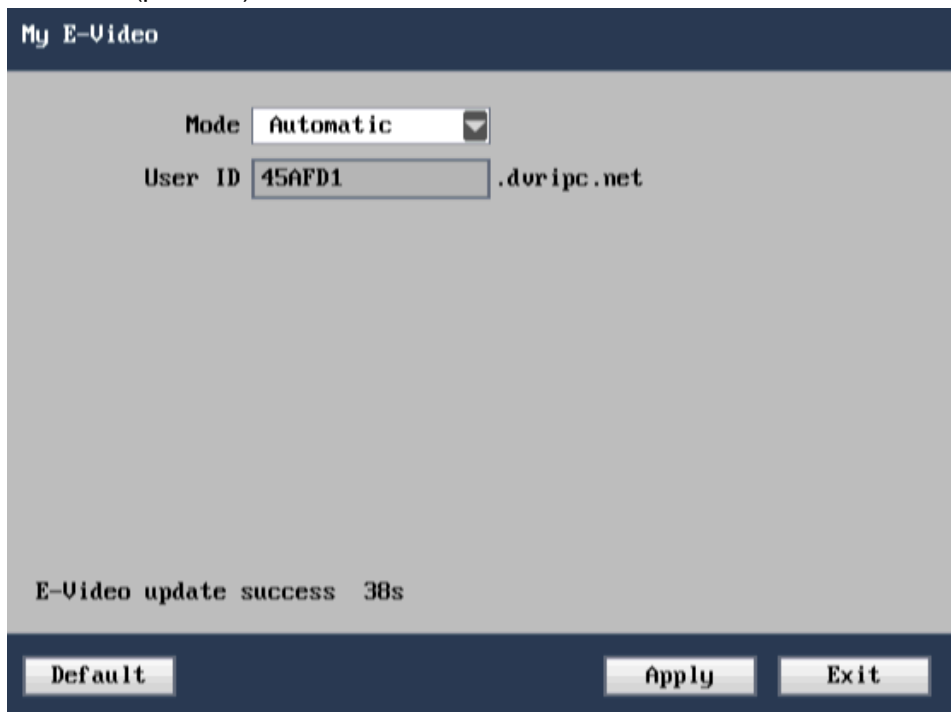 My E-Video
Mode Automatic
User ID 45AFD1 .dvripc.net
E-Video update success 38s
Default Apply Exit